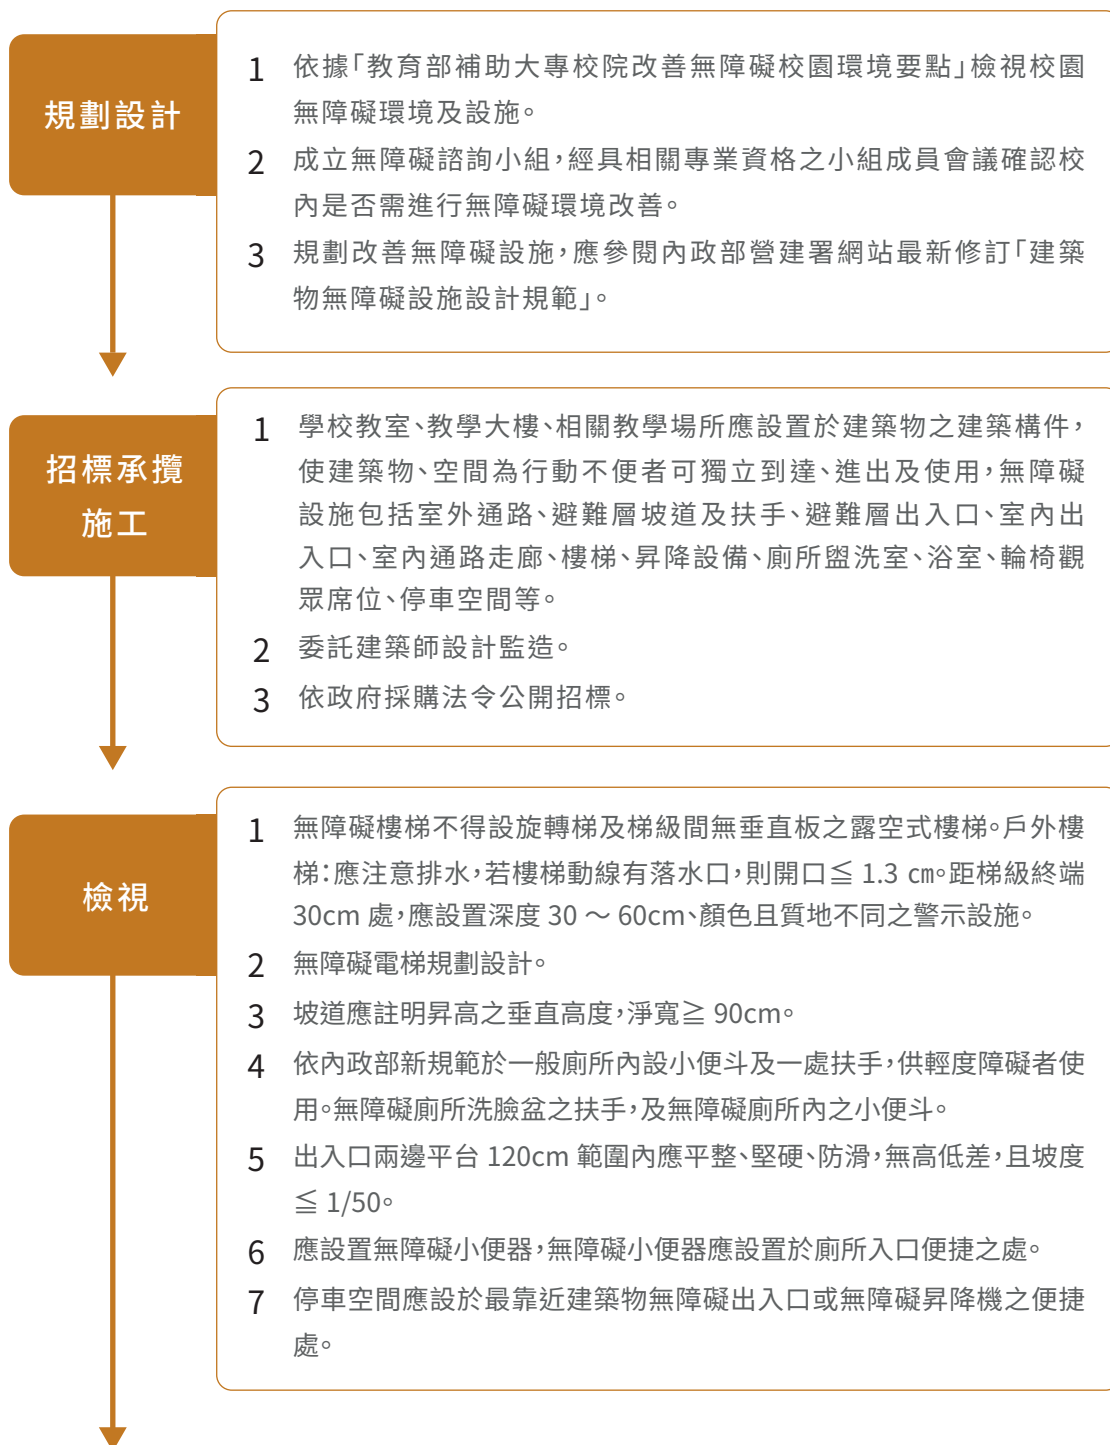 規劃設計
1 依據「教育部補助大專校院改善無障礙校園環境要點」檢視校園
無障礙環境及設施。
2 成立無障礙諮詢小組，經具相關專業資格之小組成員會議確認校
內是否需進行無障礙環境改善。
3 規劃改善無障礙設施，應參閱內政部營建署網站最新修訂「建築
物無障礙設施設計規範」。
招標承攬
施工
1 學校教室、教學大樓、相關教學場所應設置於建築物之建築構件，
使建築物、空間為行動不便者可獨立到達、進出及使用，無障礙
設施包括室外通路、避難層坡道及扶手、避難層出入口、室內出
入口、室內通路走廊、樓梯、昇降設備、廁所盥洗室、浴室、輪椅觀
眾席位、停車空間等。
2 委託建築師設計監造。
3 依政府採購法令公開招標。
檢視
1 無障礙樓梯不得設旋轉梯及梯級間無垂直板之露空式樓梯。戶外樓
梯：應注意排水，若樓梯動線有落水口，則開口≦ 1.3 ㎝。距梯級終端
30cm 處，應設置深度 30 ～ 60cm、顏色且質地不同之警示設施。
2 無障礙電梯規劃設計。
3 坡道應註明昇高之垂直高度，淨寬≧ 90cm。
4 依內政部新規範於一般廁所內設小便斗及一處扶手，供輕度障礙者使
用。無障礙廁所洗臉盆之扶手，及無障礙廁所內之小便斗。
5 出入口兩邊平台 120cm 範圍內應平整、堅硬、防滑，無高低差，且坡度
≦ 1/50。
6 應設置無障礙小便器，無障礙小便器應設置於廁所入口便捷之處。
7 停車空間應設於最靠近建築物無障礙出入口或無障礙昇降機之便捷
處。